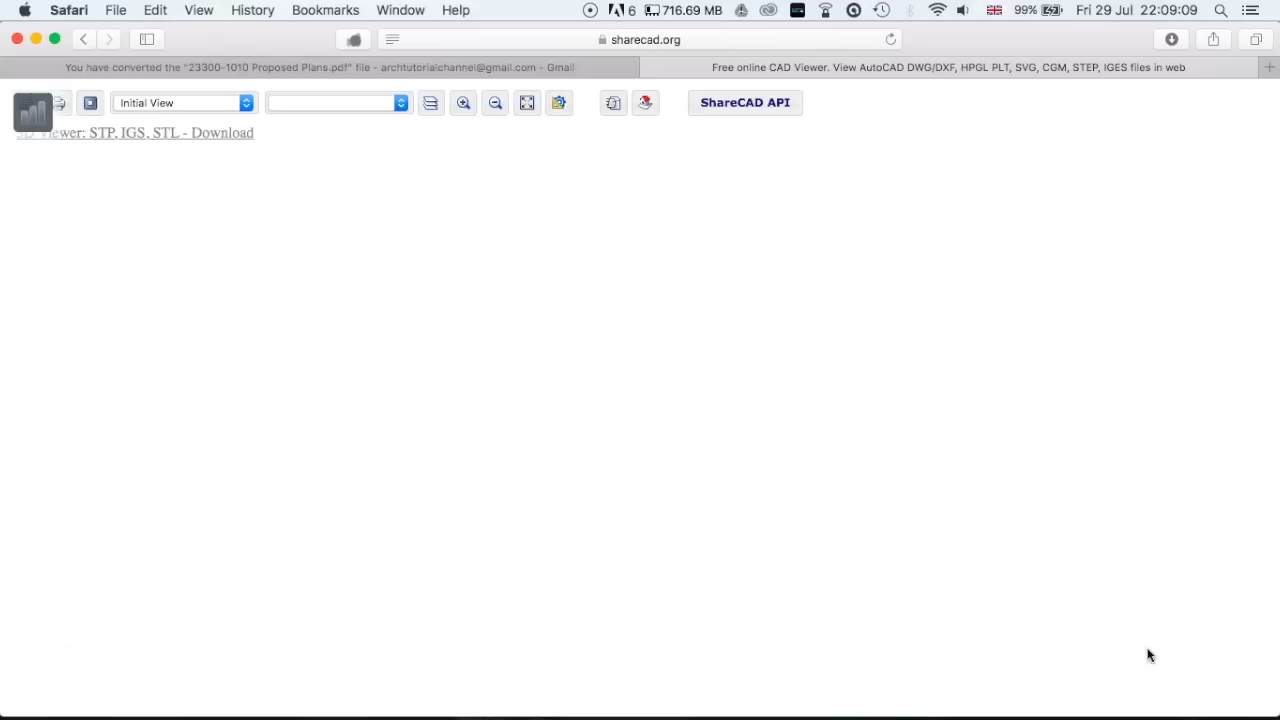 Safari File Edit View History Bookmarks Window Help 6 716.69 MB 99% Fri 29 Jul 22:09:09
sharecad.org
You have converted the "23300-1010 Proposed Plans.pdf" file - archtutorialchannel@gmail.com - Gmail
Free online CAD Viewer. View AutoCAD DWG/DXF, HPGL PLT, SVG, CGM, STEP, IGES files in web
Initial View
ShareCAD API
3D Viewer: STP, IGS, STL - Download